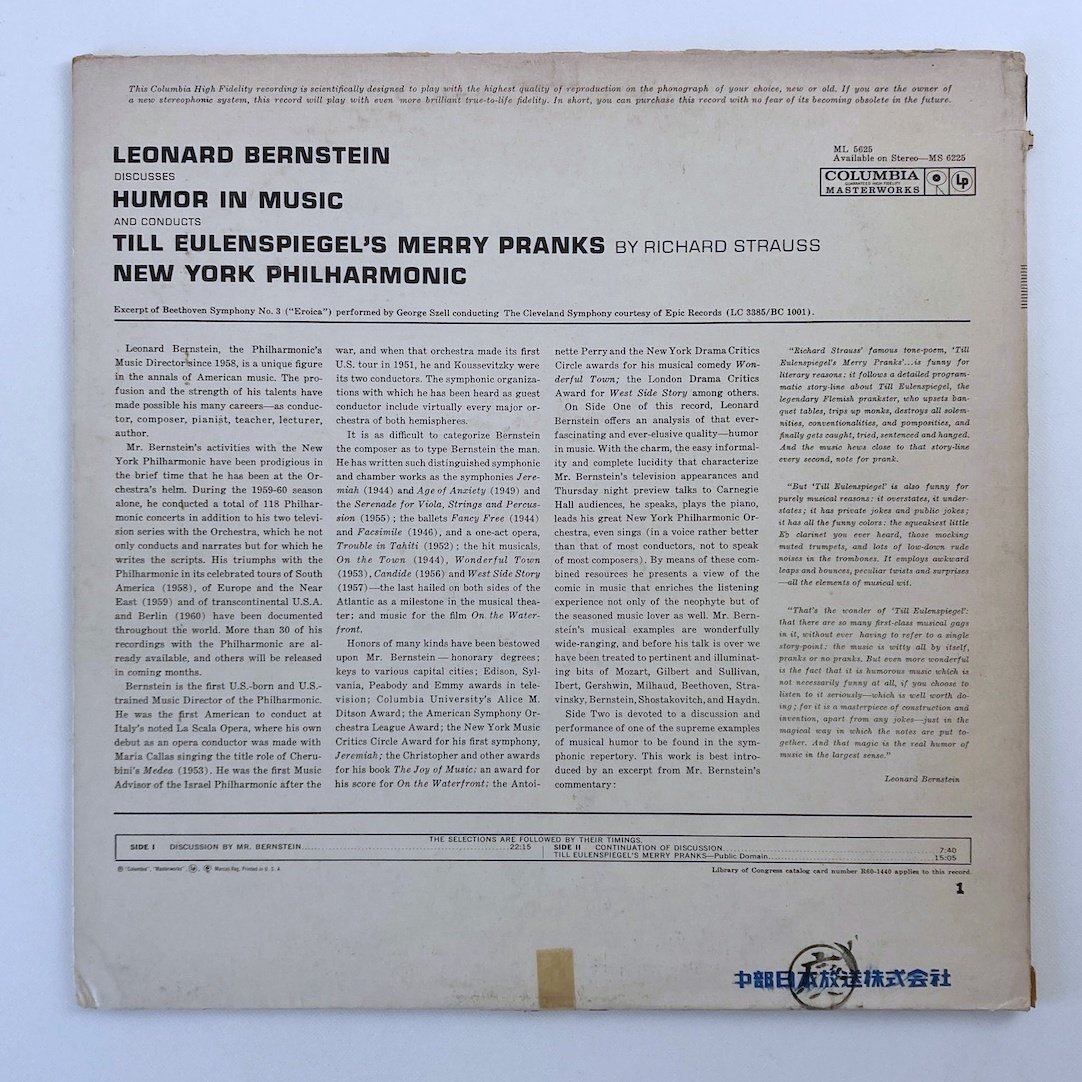 This Columbia High Fidelity recording is scientifically designed to play with the highest quality of reproduction on the phonograph of your choice, new or old. If you are the owner of
a new stereophonic system, this record will play with even more brilliant true-to-life fidelity. In short, you can purchase this record with no fear of its becoming obsolete in the future.
LEONARD BERNSTEIN
DISCUSSES
HUMOR IN MUSIC
AND CONDUCTS
TILL EULENSPIEGEL'S MERRY PRANKS BY RICHARD STRAUSS
NEW YORK PHILHARMONIC
ML 5625
Available on Stereo—MS 6225
COLUMBIA
GUARANTEED HIGH FIDELITY
MASTERWORKS
LP
Excerpt of Beethoven Symphony No. 3 ("Eroica") performed by George Szell conducting The Cleveland Symphony courtesy of Epic Records (LC 3385/BC 1001).
Leonard Bernstein, the Philharmonic's
Music Director since 1958, is a unique figure
in the annals of American music. The pro-
fusion and the strength of his talents have
made possible his many careers—as conduc-
tor, composer, pianist, teacher, lecturer,
author.
Mr. Bernstein's activities with the New
York Philharmonic have been prodigious in
the brief time that he has been at the Or-
chestra's helm. During the 1959-60 season
alone, he conducted a total of 118 Philhar-
monic concerts in addition to his two televi-
sion series with the Orchestra, which he not
only conducts and narrates but for which he
writes the scripts. His triumphs with the
Philharmonic in its celebrated tours of South
America (1958), of Europe and the Near
East (1959) and of transcontinental U.S.A.
and Berlin (1960) have been documented
throughout the world. More than 30 of his
recordings with the Philharmonic are al-
ready available, and others will be released
in coming months.
Bernstein is the first U.S.-born and U.S.-
trained Music Director of the Philharmonic.
He was the first American to conduct at
Italy's noted La Scala Opera, where his own
debut as an opera conductor was made with
Maria Callas singing the title role of Cheru-
bini's Medea (1953). He was the first Music
Advisor of the Israel Philharmonic after the
war, and when that orchestra made its first
U.S. tour in 1951, he and Koussevitzky were
its two conductors. The symphonic organiza-
tions with which he has been heard as guest
conductor include virtually every major or-
chestra of both hemispheres.
It is as difficult to categorize Bernstein
the composer as to type Bernstein the man.
He has written such distinguished symphonic
and chamber works as the symphonies Jere-
miah (1944) and Age of Anxiety (1949) and
the Serenade for Viola, Strings and Percus-
sion (1955); the ballets Fancy Free (1944)
and Facsimile (1946), and a one-act opera,
Trouble in Tahiti (1952); the hit musicals,
On the Town (1944), Wonderful Town
(1953), Candide (1956) and West Side Story
(1957)—the last hailed on both sides of the
Atlantic as a milestone in the musical thea-
ter; and music for the film On the Water-
front.
Honors of many kinds have been bestowed
upon Mr. Bernstein—honorary degrees;
keys to various capital cities; Edison, Syl-
vania, Peabody and Emmy awards in tele-
vision; Columbia University's Alice M.
Ditson Award; the American Symphony Or-
chestra League Award; the New York Music
Critics Circle Award for his first symphony,
Jeremiah; the Christopher and other awards
for his book The Joy of Music: an award for
his score for On the Waterfront; the Antoi-
nette Perry and the New York Drama Critics
Circle awards for his musical comedy Won-
derful Town; the London Drama Critics
Award for West Side Story among others.
On Side One of this record, Leonard
Bernstein offers an analysis of that ever-
fascinating and ever-elusive quality—humor
in music. With the charm, the easy informal-
ity and complete lucidity that characterize
Mr. Bernstein's television appearances and
Thursday night preview talks to Carnegie
Hall audiences, he speaks, plays the piano,
leads his great New York Philharmonic Or-
chestra, even sings (in a voice rather better
than that of most conductors, not to speak
of most composers). By means of these com-
bined resources he presents a view of the
comic in music that enriches the listening
experience not only of the neophyte but of
the seasoned music lover as well. Mr. Bern-
stein's musical examples are wonderfully
wide-ranging, and before his talk is over we
have been treated to pertinent and illuminat-
ing bits of Mozart, Gilbert and Sullivan,
Ibert, Gershwin, Milhaud, Beethoven, Stra-
vinsky, Bernstein, Shostakovitch, and Haydn.
Side Two is devoted to a discussion and
performance of one of the supreme examples
of musical humor to be found in the sym-
phonic repertory. This work is best intro-
duced by an excerpt from Mr. Bernstein's
commentary:
"Richard Strauss' famous tone-poem, 'Till
Eulenspiegel's Merry Pranks'...is funny for
literary reasons: it follows a detailed program-
matic story-line about Till Eulenspiegel, the
legendary Flemish prankster, who upsets ban-
quet tables, trips up monks, destroys all solem-
nities, conventionalities, and pomposities, and
finally gets caught, tried, sentenced and hanged.
And the music hews close to that story-line
every second, note for prank.
"But 'Till Eulenspiegel' is also funny for
purely musical reasons: it overstates, it under-
states; it has private jokes and public jokes;
it has all the funny colors: the squeakiest little
E♭ clarinet you ever heard, those mocking
muted trumpets, and lots of low-down rude
noises in the trombones. It employs awkward
leaps and bounces, peculiar twists and surprises
—all the elements of musical wit.
"That's the wonder of 'Till Eulenspiegel':
that there are so many first-class musical gags
in it, without ever having to refer to a single
story-point: the music is witty all by itself,
pranks or no pranks. But even more wonderful
is the fact that it is humorous music which is
not necessarily funny at all, if you choose to
listen to it seriously—which is well worth do-
ing; for it is a masterpiece of construction and
invention, apart from any jokes—just in the
magical way in which the notes are put to-
gether. And that magic is the real humor of
music in the largest sense."
Leonard Bernstein
THE SELECTIONS ARE FOLLOWED BY THEIR TIMINGS.
SIDE I DISCUSSION BY MR. BERNSTEIN 22:15
SIDE II CONTINUATION OF DISCUSSION 7:40
TILL EULENSPIEGEL'S MERRY PRANKS—Public Domain 15:05
® "Columbia", "Masterworks", Marcas Reg. Printed in U. S. A.
Library of Congress catalog card number R60-1440 applies to this record.
1
中部日本放送株式会社
廃